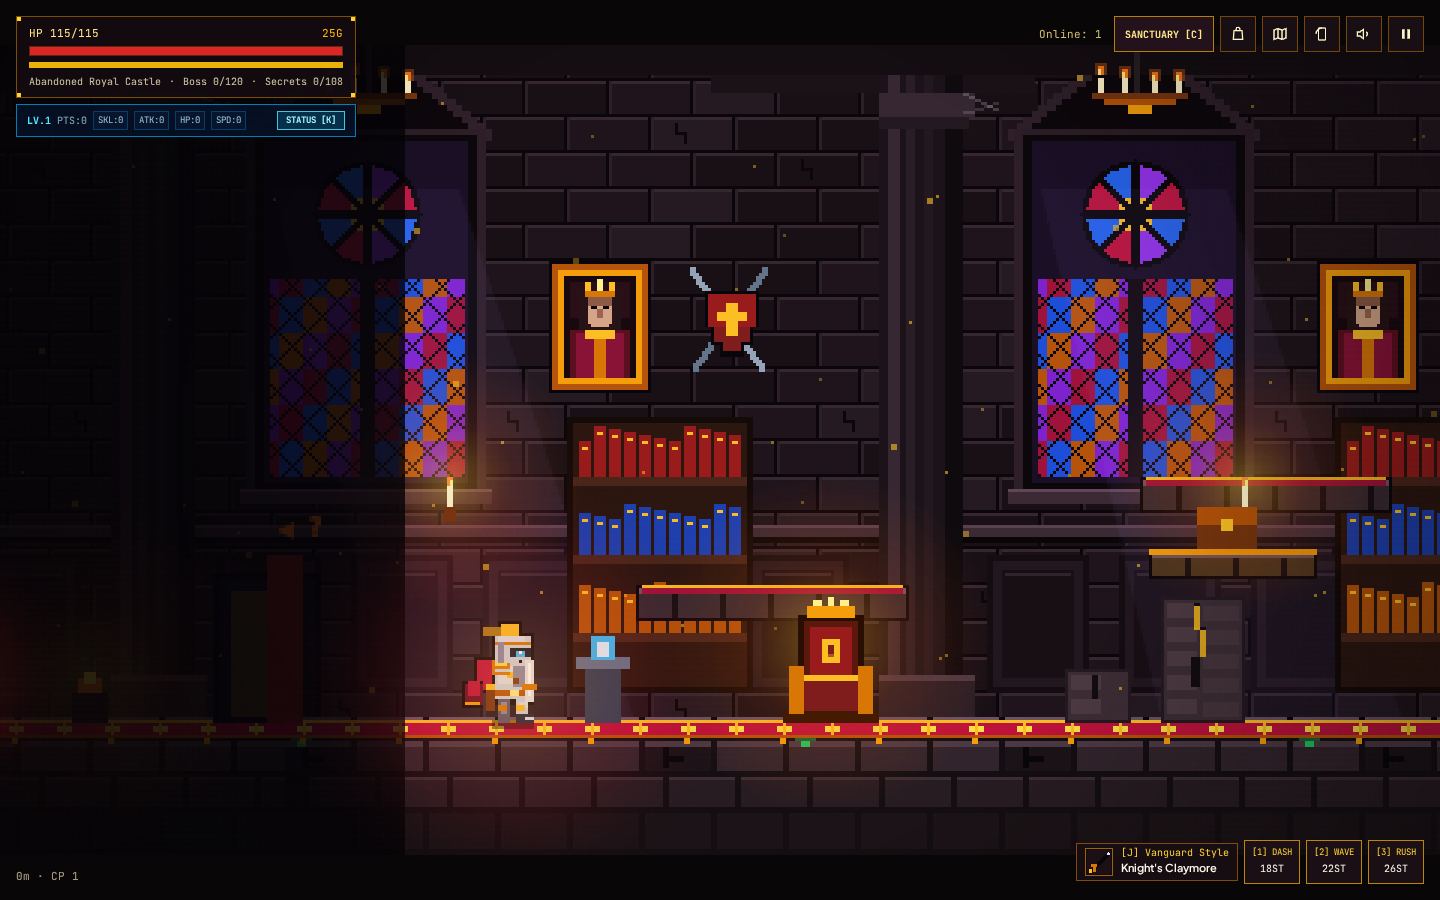 HP 115/115
25G
Abandoned Royal Castle · Boss 0/120 · Secrets 0/108
LV.1 PTS:0 SKL:0 ATK:0 HP:0 SPD:0 STATUS [K]
Online: 1
SANCTUARY [C]
0m · CP 1
[J] Vanguard Style
Knight's Claymore
[1] DASH
18ST
[2] WAVE
22ST
[3] RUSH
26ST